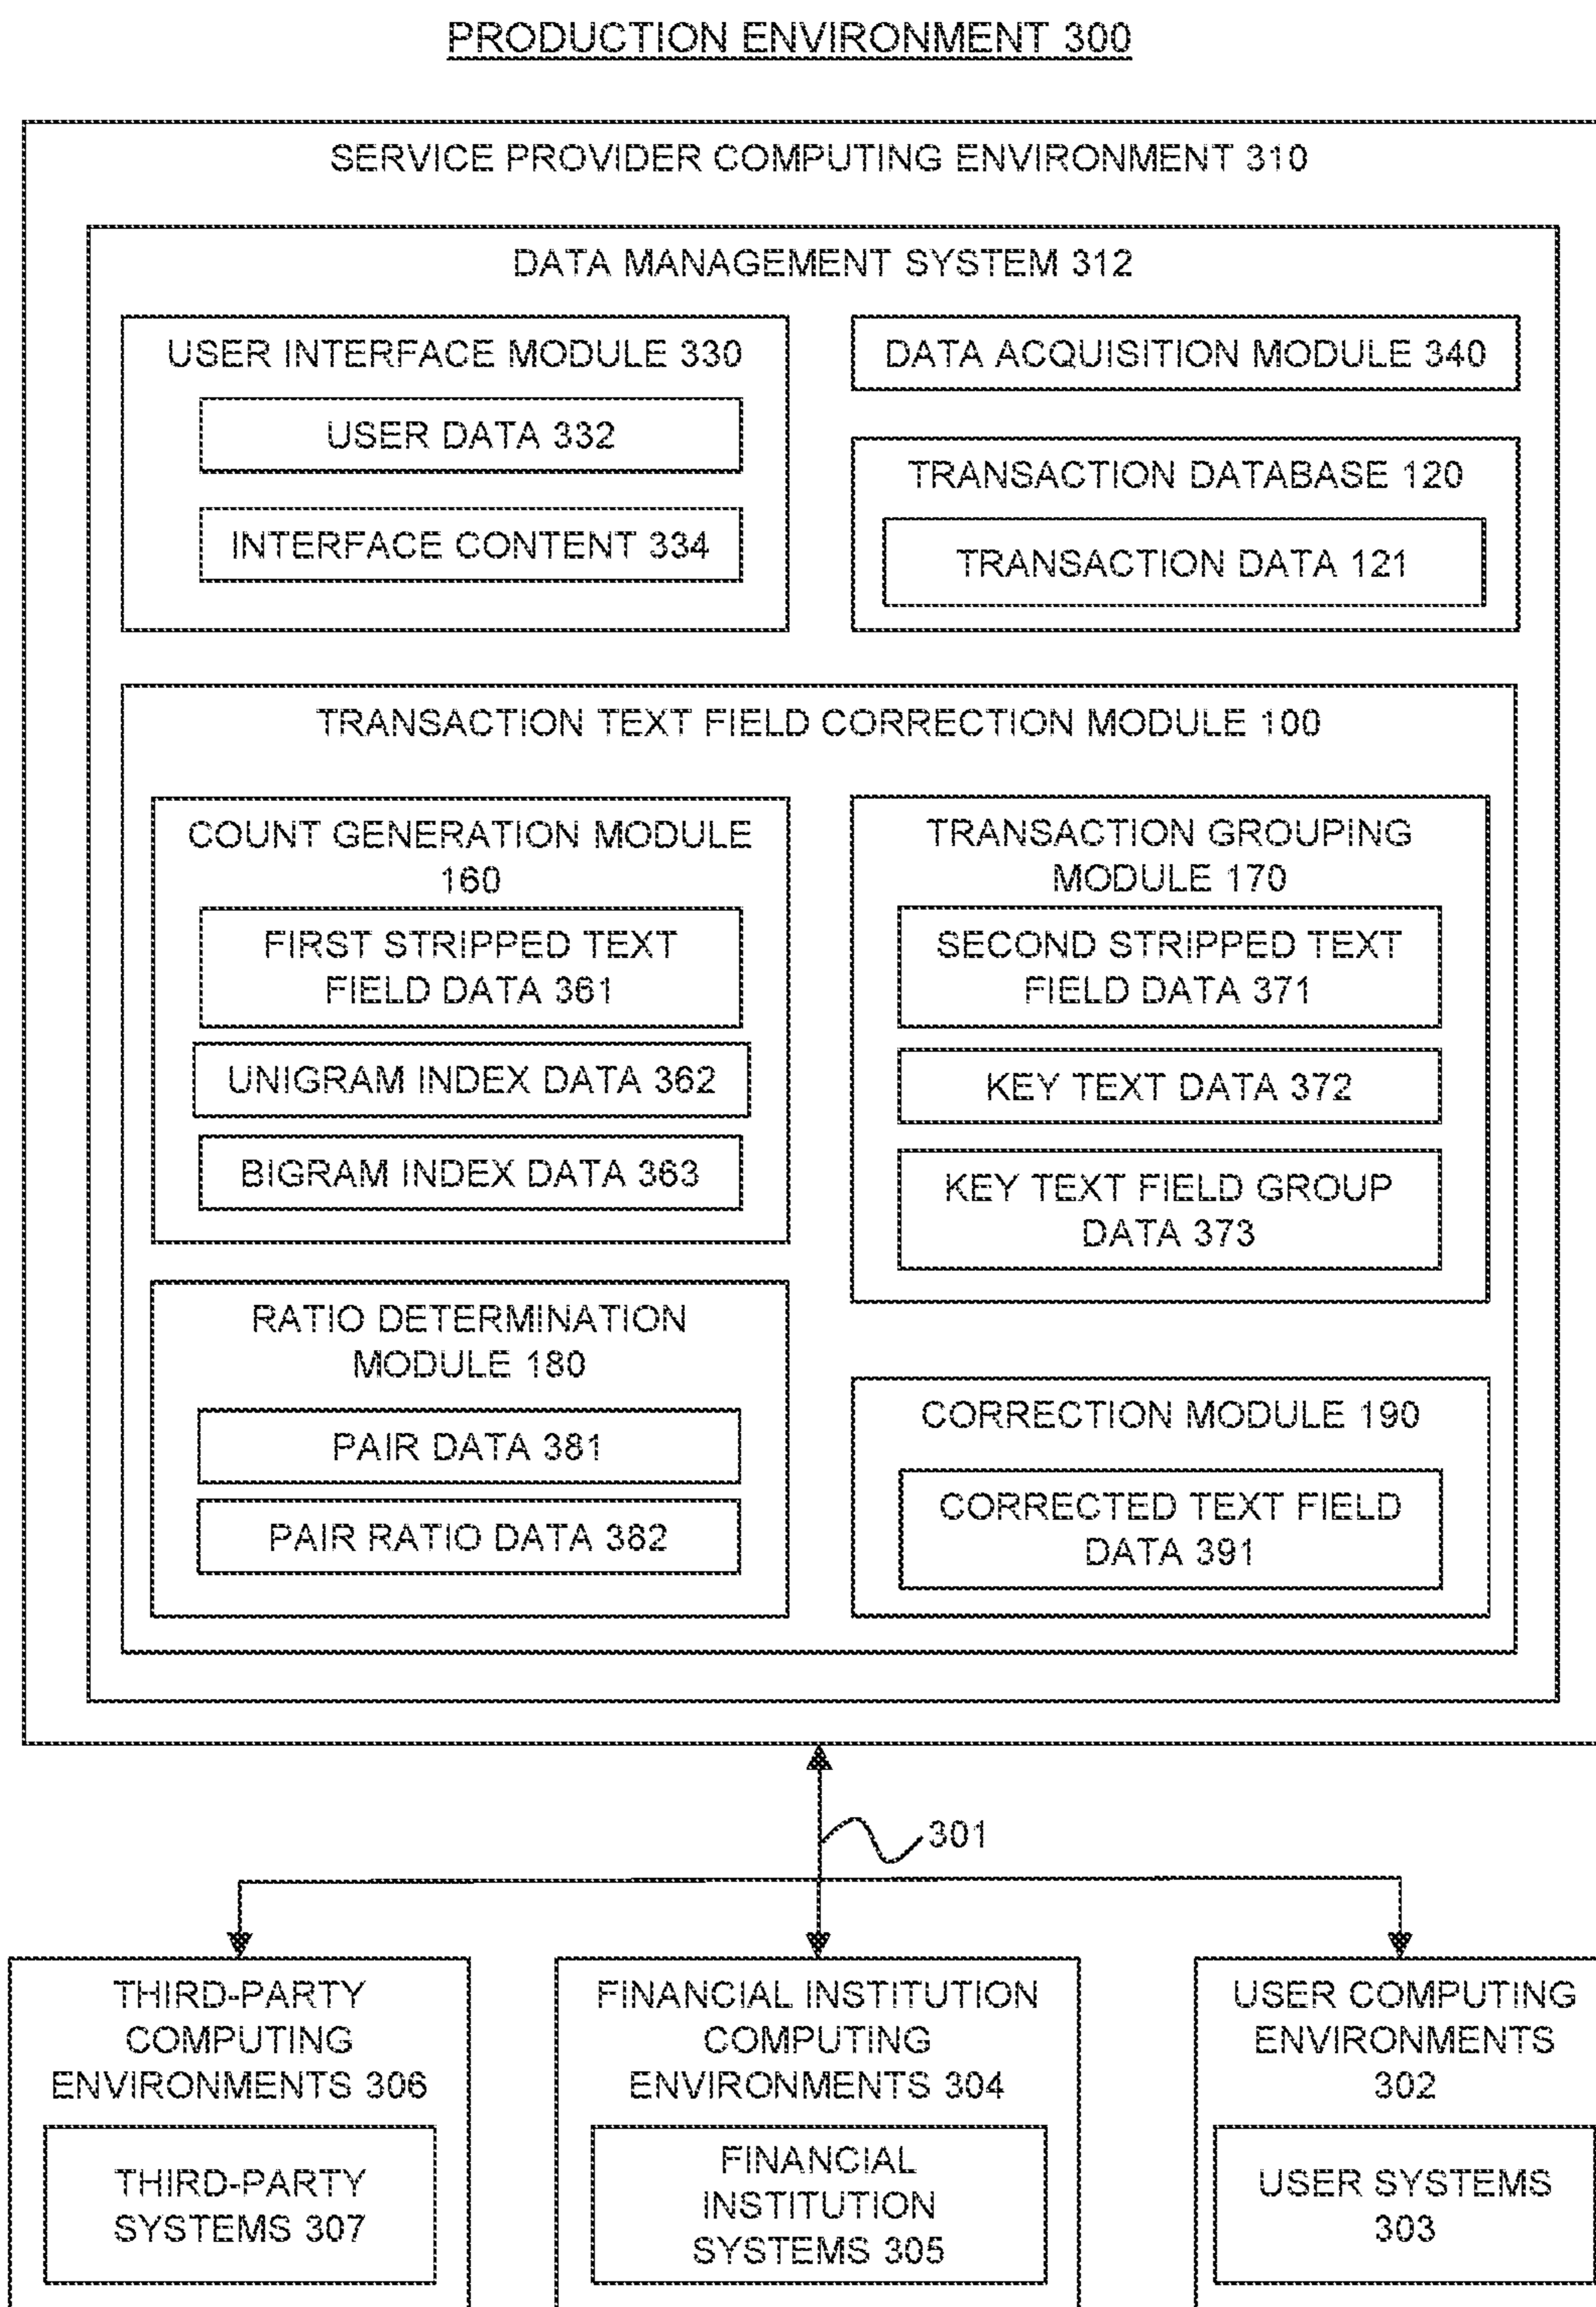 PRODUCTION ENVIRONMENT 300
SERVICE PROVIDER COMPUTING ENVIRONMENT 310
DATA MANAGEMENT SYSTEM 312
USER INTERFACE MODULE 330
USER DATA 332
INTERFACE CONTENT 334
DATA ACQUISITION MODULE 340
TRANSACTION DATABASE 120
TRANSACTION DATA 121
TRANSACTION TEXT FIELD CORRECTION MODULE 100
COUNT GENERATION MODULE
160
FIRST STRIPPED TEXT
FIELD DATA 361
UNIGRAM INDEX DATA 362
BIGRAM INDEX DATA 363
TRANSACTION GROUPING
MODULE 170
SECOND STRIPPED TEXT
FIELD DATA 371
KEY TEXT DATA 372
KEY TEXT FIELD GROUP
DATA 373
RATIO DETERMINATION
MODULE 180
PAIR DATA 381
PAIR RATIO DATA 382
CORRECTION MODULE 190
CORRECTED TEXT FIELD
DATA 391
301
THIRD-PARTY
COMPUTING
ENVIRONMENTS 306
THIRD-PARTY
SYSTEMS 307
FINANCIAL INSTITUTION
COMPUTING
ENVIRONMENTS 304
FINANCIAL
INSTITUTION
SYSTEMS 305
USER COMPUTING
ENVIRONMENTS
302
USER SYSTEMS
303